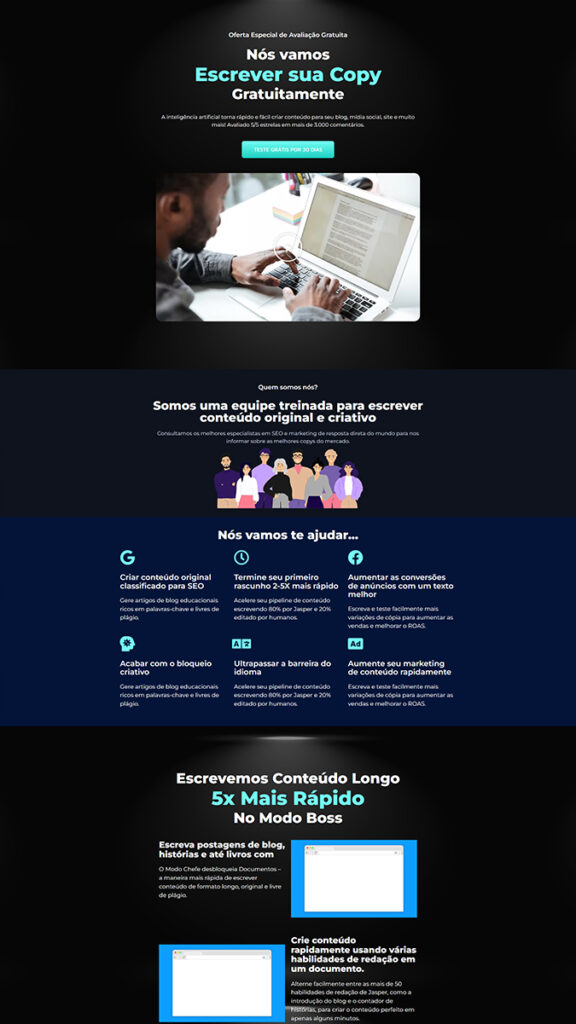 Oferta Especial de Avaliação Gratuita
Nós vamos
Escrever sua Copy
Gratuitamente
A inteligência artificial torna rápido e fácil criar conteúdo para seu blog, mídia social, site e muito
mais! Avaliado 5/5 estrelas em mais de 3.000 comentários.
TESTE GRÁTIS POR 30 DIAS
Quem somos nós?
Somos uma equipe treinada para escrever
conteúdo original e criativo
Consultamos os melhores especialistas em SEO e marketing de resposta direta do mundo para nos
informar sobre as melhores copys do mercado.
Nós vamos te ajudar...
Criar conteúdo original
classificado para SEO
Gere artigos de blog educacionais
ricos em palavras-chave e livres de
plágio.
Termine seu primeiro
rascunho 2-5X mais rápido
Acelere seu pipeline de conteúdo
escrevendo 80% por Jasper e 20%
editado por humanos.
Aumentar as conversões
de anúncios com um texto
melhor
Escreva e teste facilmente mais
variações de cópia para aumentar as
vendas e melhorar o ROAS.
Acabar com o bloqueio
criativo
Gere artigos de blog educacionais
ricos em palavras-chave e livres de
plágio.
Ultrapassar a barreira do
idioma
Acelere seu pipeline de conteúdo
escrevendo 80% por Jasper e 20%
editado por humanos.
Ad
Aumente seu marketing
de conteúdo rapidamente
Escreva e teste facilmente mais
variações de cópia para aumentar as
vendas e melhorar o ROAS.
Escrevemos Conteúdo Longo
5x Mais Rápido
No Modo Boss
Escreva postagens de blog,
histórias e até livros com
O Modo Chefe desbloqueia Documentos –
a maneira mais rápida de escrever
conteúdo de formato longo, original e livre
de plágio.
Crie conteúdo
rapidamente usando várias
habilidades de redação em
um documento.
Alterne facilmente entre as mais de 50
habilidades de redação de Jasper, como a
introdução do blog e o contador de
histórias, para criar o conteúdo perfeito em
apenas alguns minutos.